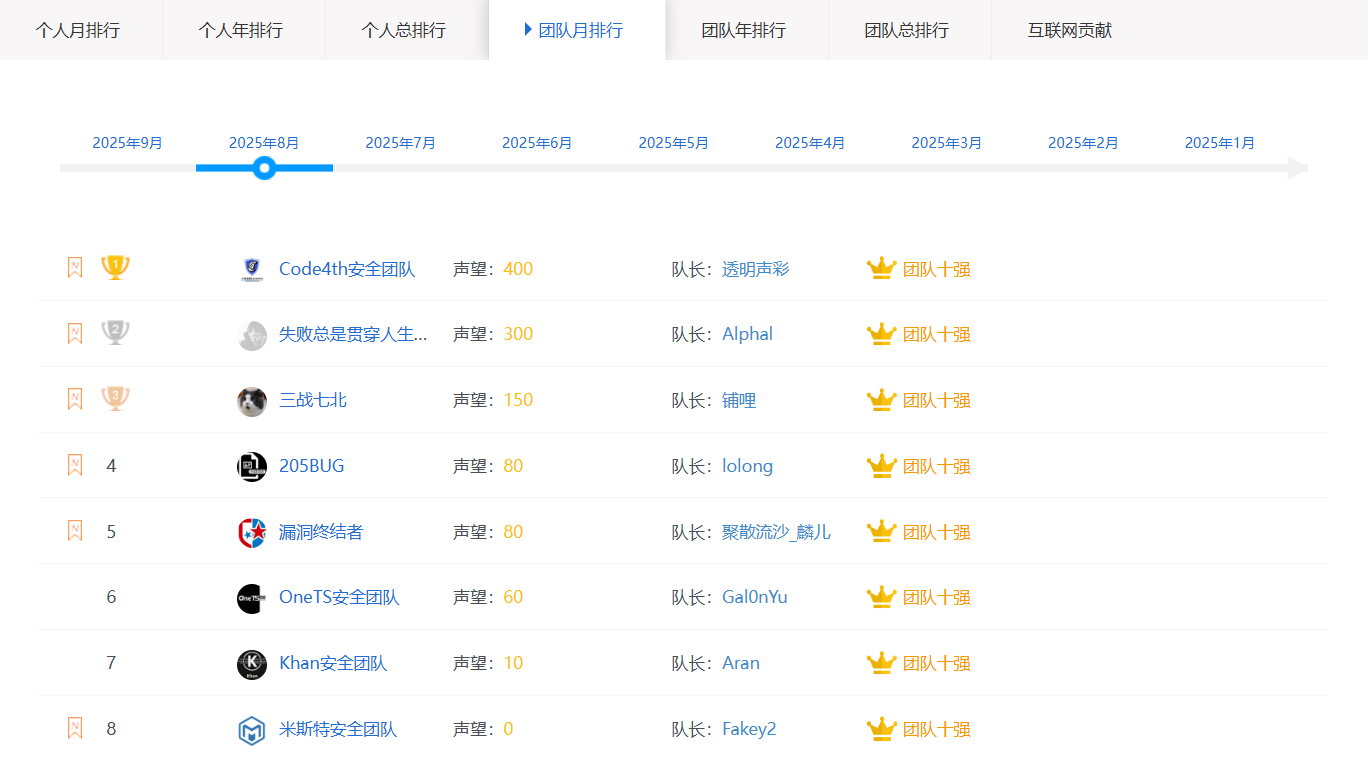 个人月排行 个人年排行 个人总排行 团队月排行 团队年排行 团队总排行 互联网贡献
2025年9月 2025年8月 2025年7月 2025年6月 2025年5月 2025年4月 2025年3月 2025年2月 2025年1月
N 1 Code4th安全团队 声望：400 队长：透明声彩 团队十强
N 2 失败总是贯穿人生... 声望：300 队长：Alphal 团队十强
N 3 三战七北 声望：150 队长：铺哩 团队十强
N 4 205BUG 声望：80 队长：lolong 团队十强
N 5 漏洞终结者 声望：80 队长：聚散流沙_麟儿 团队十强
6 OneTS安全团队 声望：60 队长：Gal0nYu 团队十强
7 Khan安全团队 声望：10 队长：Aran 团队十强
N 8 米斯特安全团队 声望：0 队长：Fakey2 团队十强